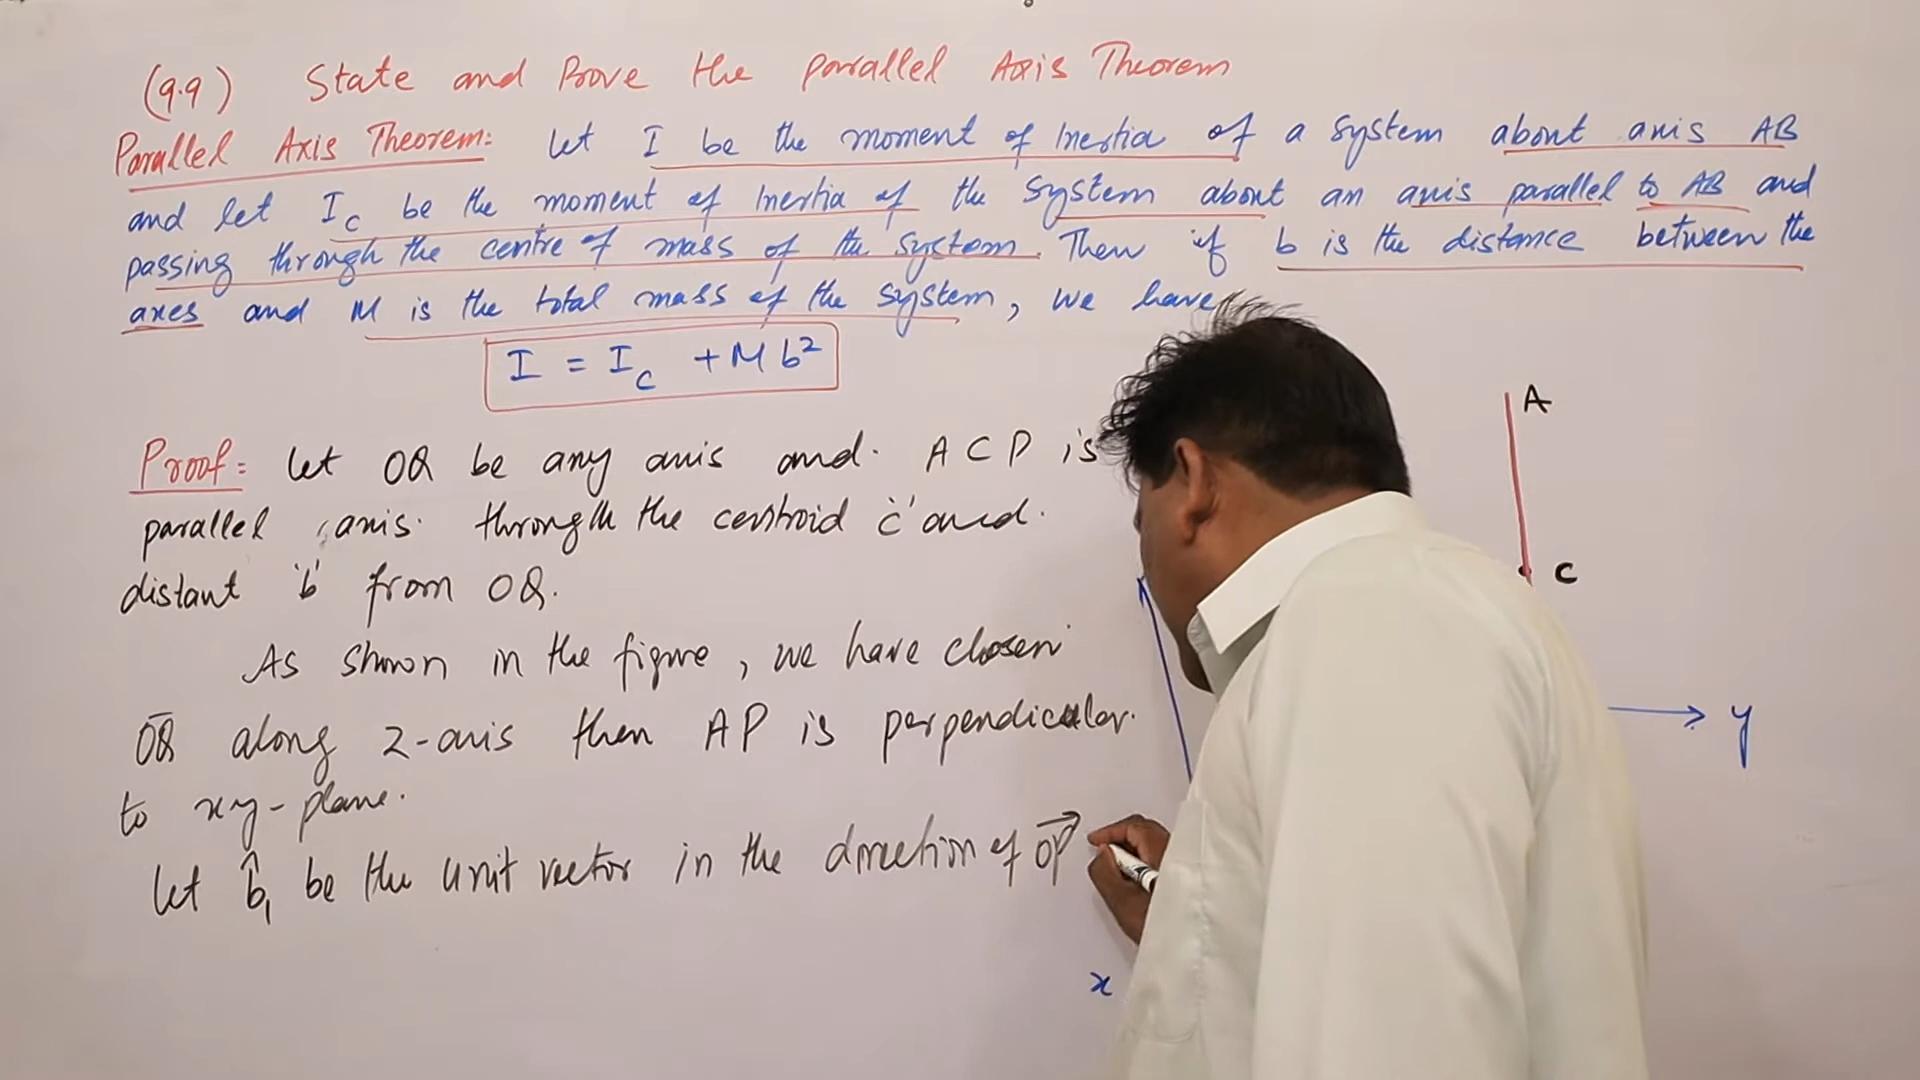 (9.9) State and Prove the parallel Axis Theorem
Parallel Axis Theorem: Let I be the moment of Inertia of a system about axis AB
and let I_c be the moment of Inertia of the system about an axis parallel to AB and
passing through the centre of mass of the system. Then if b is the distance between the
axes and M is the total mass of the system, we have
I = I_c + M b²
Proof: Let OQ be any axis and. A C P is
parallel axis. through the centroid 'c' and.
distant 'b' from OQ.
As shown in the figure, we have chosen
OQ along z-axis then AP is perpendicular.
to xy-plane.
Let b̂₁ be the unit vector in the direction of OP⃗
A
C
y
x